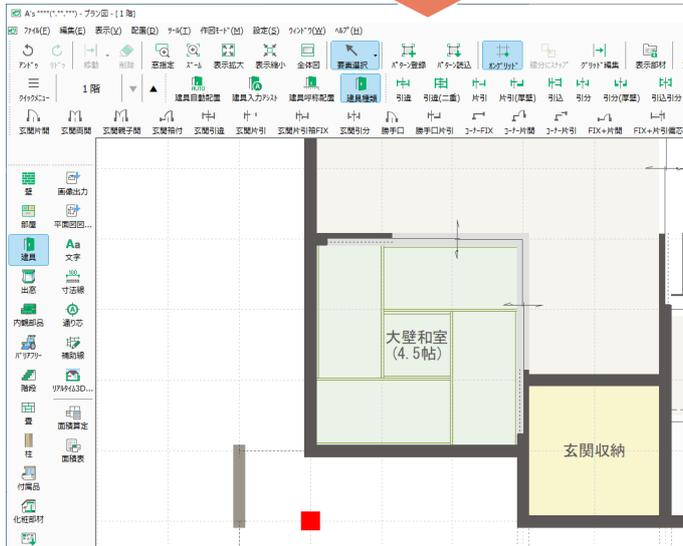 A's ****(*.**,***) - プラン図 - [1 階]
ファイル(F) 編集(E) 表示(V) 配置(D) ツール(T) 作図モード(M) 設定(S) ウィンドウ(W) ヘルプ(H)
アンドゥ リドゥ 移動 削除 窓指定 ズーム 表示拡大 表示縮小 全体図 要素選択 パターン登録 パターン読込 オングリッド 線分にスナップ グリッド編集 表示部材
クイックメニュー 1 階 ▼ ▲ 建具自動配置 建具入力アシスト 建具呼称配置 建具種類 引違 引違(二重) 片引 片引(厚壁) 引込 引分 引分(厚壁) 引込引分
AUTO
玄関片開 玄関両開 玄関親子開 玄関袖付 玄関引違 玄関片引 玄関片引袖FIX 玄関引分 勝手口 勝手口片引 コーナーFIX コーナー片開 コーナー片引 FIX+片開 FIX+片引偏芯
壁 画像出力
部屋 平面図図...
建具 Aa 文字
出窓 100 寸法線
内観部品 A 通り芯
バリアフリー 補助線
階段 リアルタイム3D...
畳 面積算定
柱 面積表
付属品
化粧部材
大壁和室
(4.5帖)
玄関収納